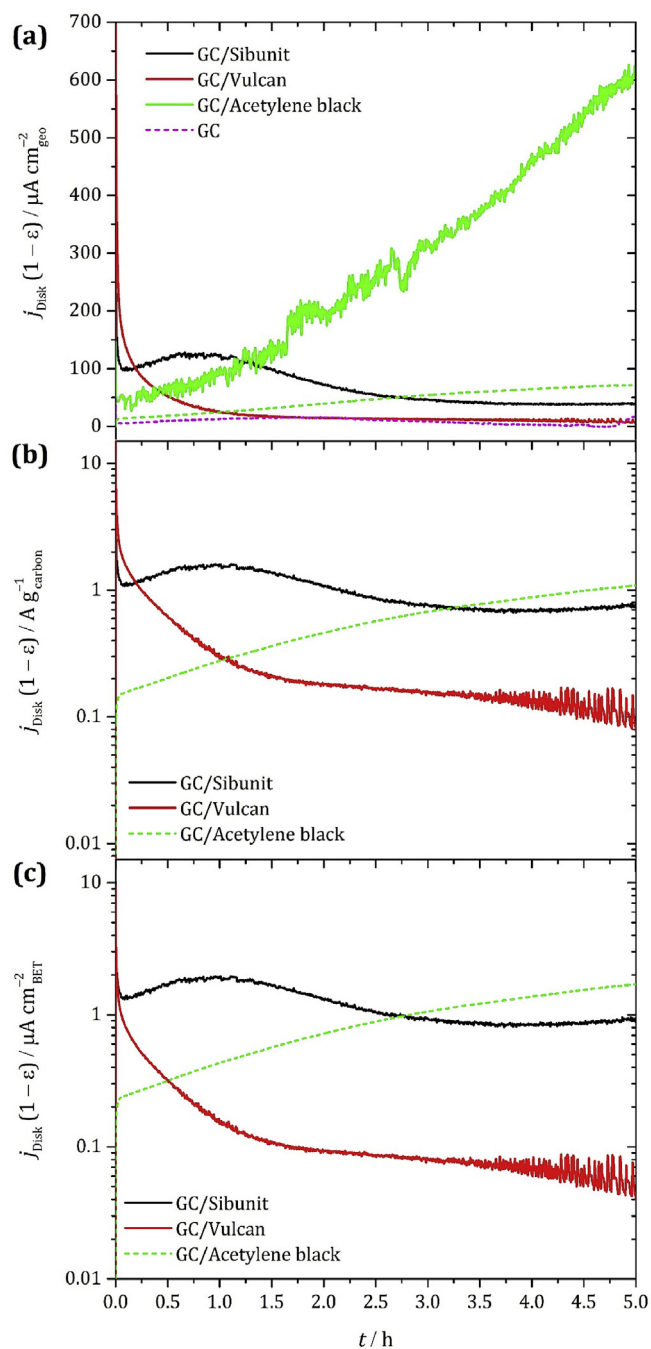 (a)
700
600
500
400
300
200
100
0
j_Disk (1 − ε) / μA cm⁻²_geo
GC/Sibunit
GC/Vulcan
GC/Acetylene black
GC
(b)
10
1
0.1
0.01
j_Disk (1 − ε) / A g⁻¹_carbon
GC/Sibunit
GC/Vulcan
GC/Acetylene black
(c)
10
1
0.1
0.01
j_Disk (1 − ε) / μA cm⁻²_BET
GC/Sibunit
GC/Vulcan
GC/Acetylene black
0.0 0.5 1.0 1.5 2.0 2.5 3.0 3.5 4.0 4.5 5.0
t / h